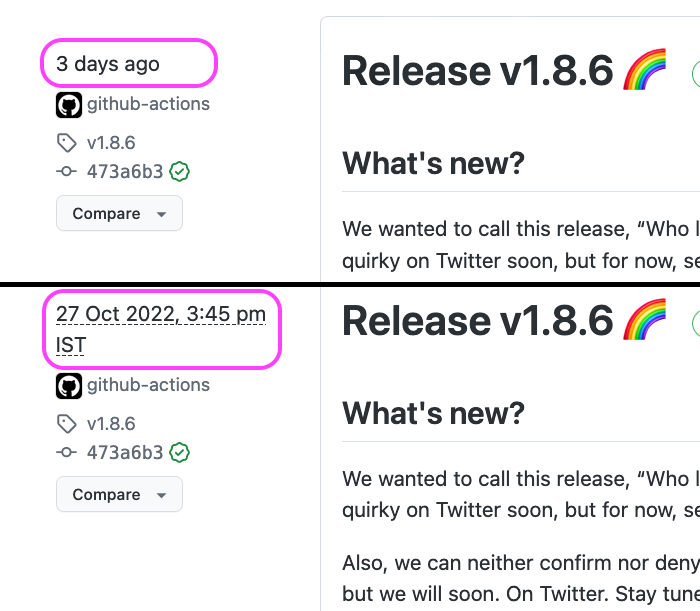 3 days ago
github-actions
v1.8.6
473a6b3
Compare
Release v1.8.6
What's new?
We wanted to call this release, “Who
quirky on Twitter soon, but for now,
27 Oct 2022, 3:45 pm
IST
github-actions
v1.8.6
473a6b3
Compare
Release v1.8.6
What's new?
We wanted to call this release, “Who
quirky on Twitter soon, but for now,
Also, we can neither confirm nor deny
but we will soon. On Twitter. Stay